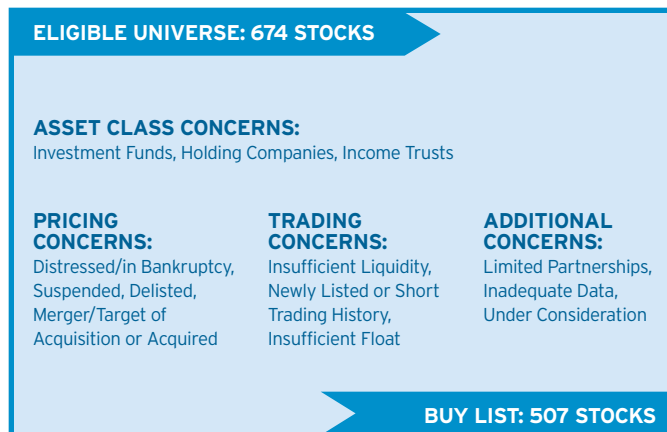 ELIGIBLE UNIVERSE: 674 STOCKS
ASSET CLASS CONCERNS:
Investment Funds, Holding Companies, Income Trusts
PRICING
CONCERNS:
Distressed/in Bankruptcy,
Suspended, Delisted,
Merger/Target of
Acquisition or Acquired
TRADING
CONCERNS:
Insufficient Liquidity,
Newly Listed or Short
Trading History,
Insufficient Float
ADDITIONAL
CONCERNS:
Limited Partnerships,
Inadequate Data,
Under Consideration
BUY LIST: 507 STOCKS